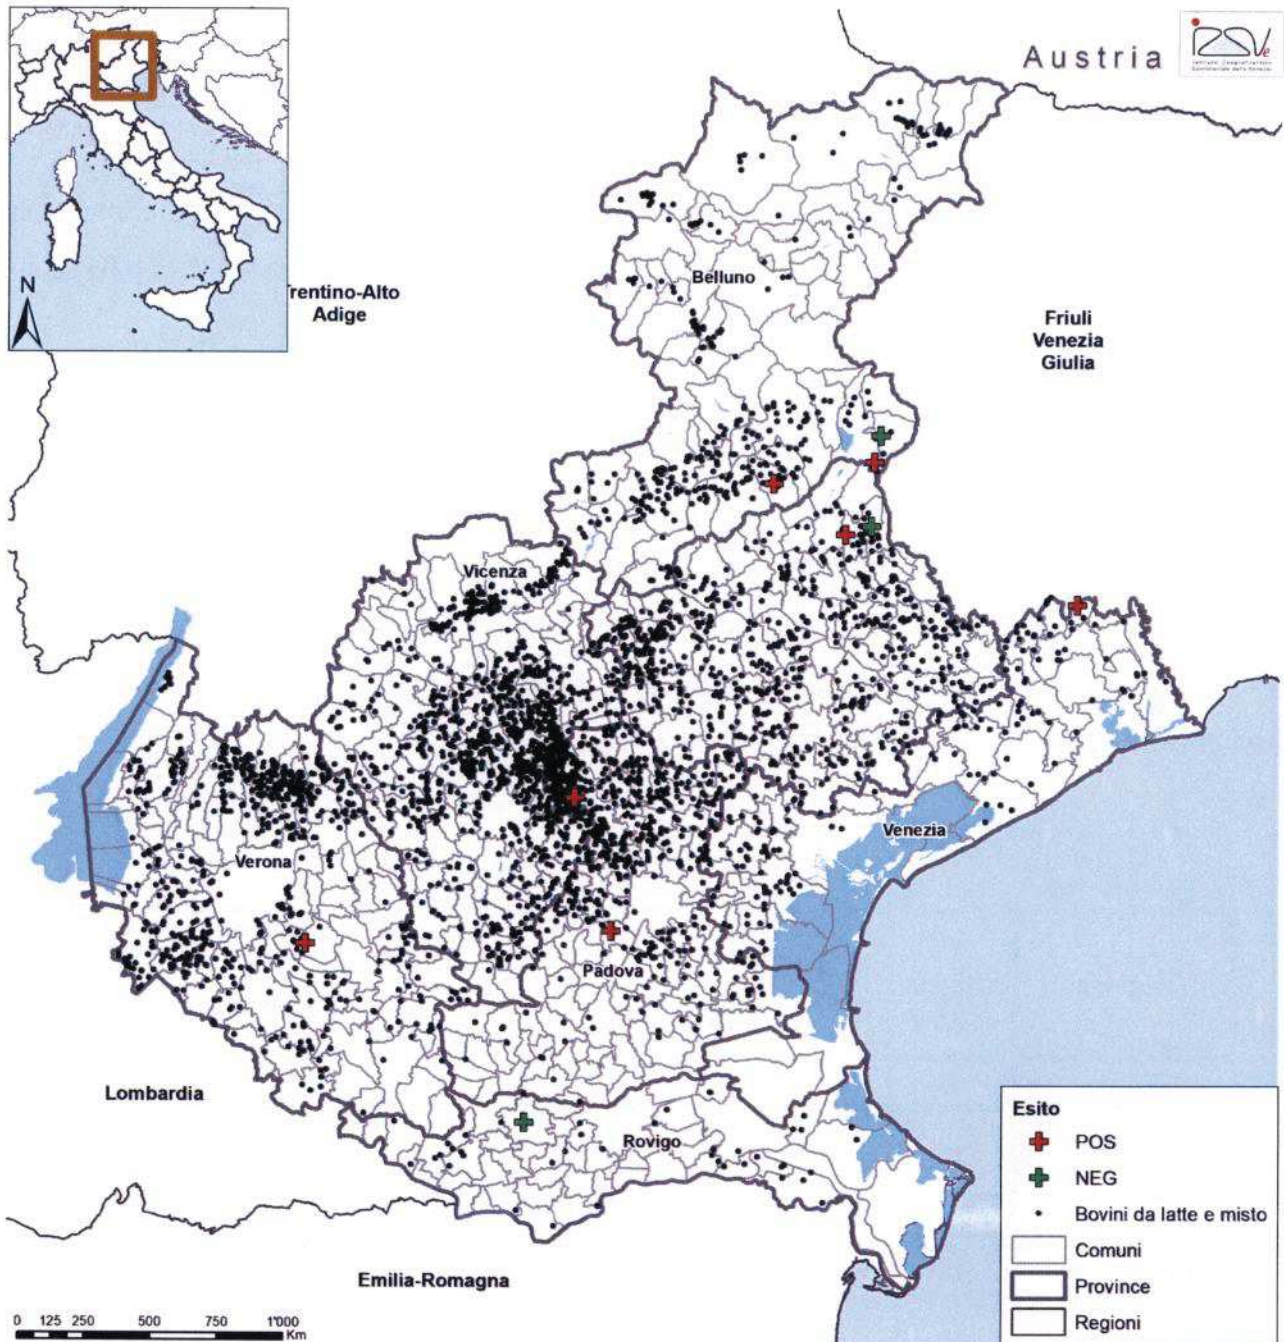 Austria
IZSVe
N
Trentino-Alto
Adige
Belluno
Friuli
Venezia
Giulia
Vicenza
Venezia
Verona
Padova
Lombardia
Rovigo
Emilia-Romagna
Esito
POS
NEG
Bovini da latte e misto
Comuni
Province
Regioni
0 125 250 500 750 1'000
Km